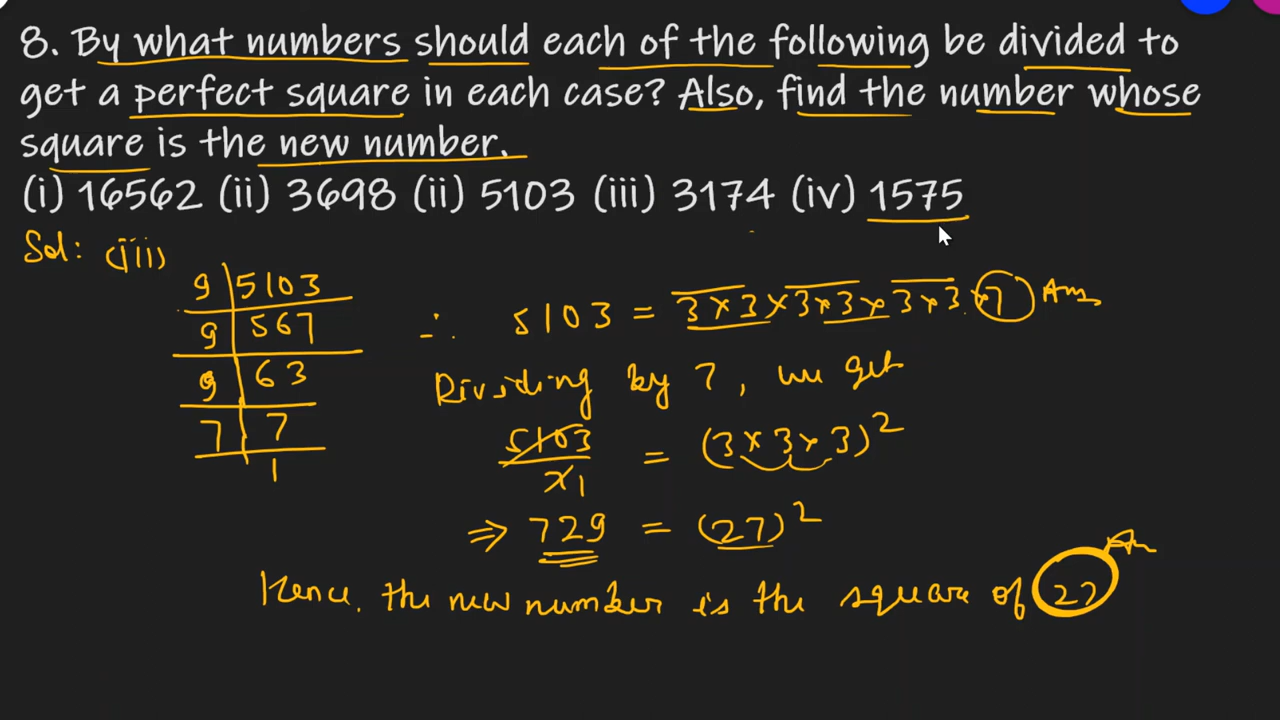 8. By what numbers should each of the following be divided to
get a perfect square in each case? Also, find the number whose
square is the new number.
(i) 16562 (ii) 3698 (ii) 5103 (iii) 3174 (iv) 1575
Sol: (iii)
9 | 5103
9 | 567
9 | 63
7 | 7
1
∴ 5103 = 3×3×3×3×3×3×7 Ans
Dividing by 7, we get
5103/7 1 = (3×3×3)²
⇒ 729 = (27)²
Hence, the new number is the square of 27 An